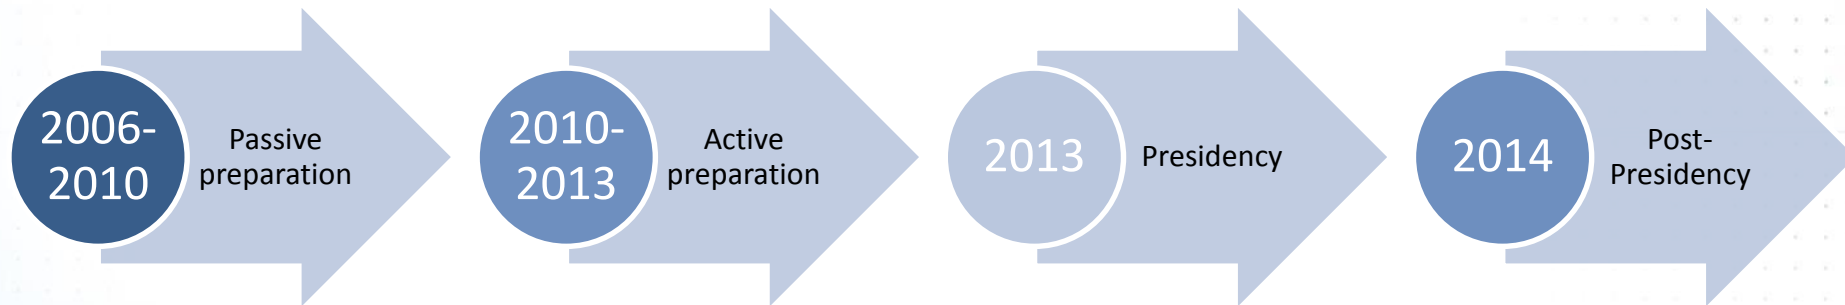 2006-
2010
Passive
preparation
2010-
2013
Active
preparation
2013
Presidency
2014
Post-
Presidency